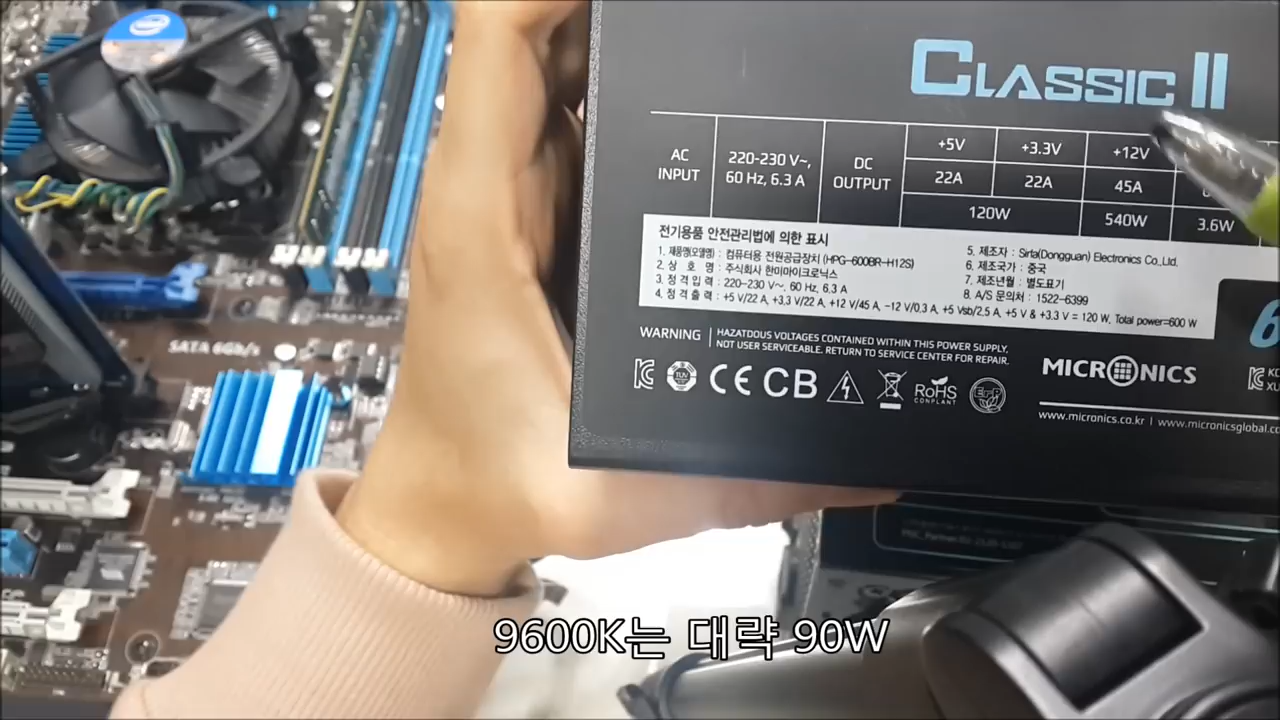 CLASSIC II
AC INPUT
220-230 V~, 60 Hz, 6.3 A
DC OUTPUT
+5V +3.3V +12V
22A 22A 45A
120W 540W 3.6W
전기용품 안전관리법에 의한 표시
1. 제품명(모델명) : 컴퓨터용 전원공급장치 (HPG-600BR-H12S)
2. 상 호 명 : 주식회사 한미마이크로닉스
3. 정격 입력 : 220-230 V~, 60 Hz, 6.3 A
4. 정격 출력 : +5 V/22 A, +3.3 V/22 A, +12 V/45 A, -12 V/0.3 A, +5 Vsb/2.5 A, +5 V & +3.3 V = 120 W, Total power=600 W
5. 제조자 : Sirfa(Dongguan) Electronics Co.,Ltd.
6. 제조국가 : 중국
7. 제조년월 : 별도표기
8. A/S 문의처 : 1522-6399
WARNING
HAZATDOUS VOLTAGES CONTAINED WITHIN THIS POWER SUPPLY,
NOT USER SERVICEABLE. RETURN TO SERVICE CENTER FOR REPAIR.
CE CB
RoHS
COMPLANT
ErP
MICRONICS
www.micronics.co.kr | www.micronicsglobal.co
6
SATA 6Gb/s
9600K는 대략 90W